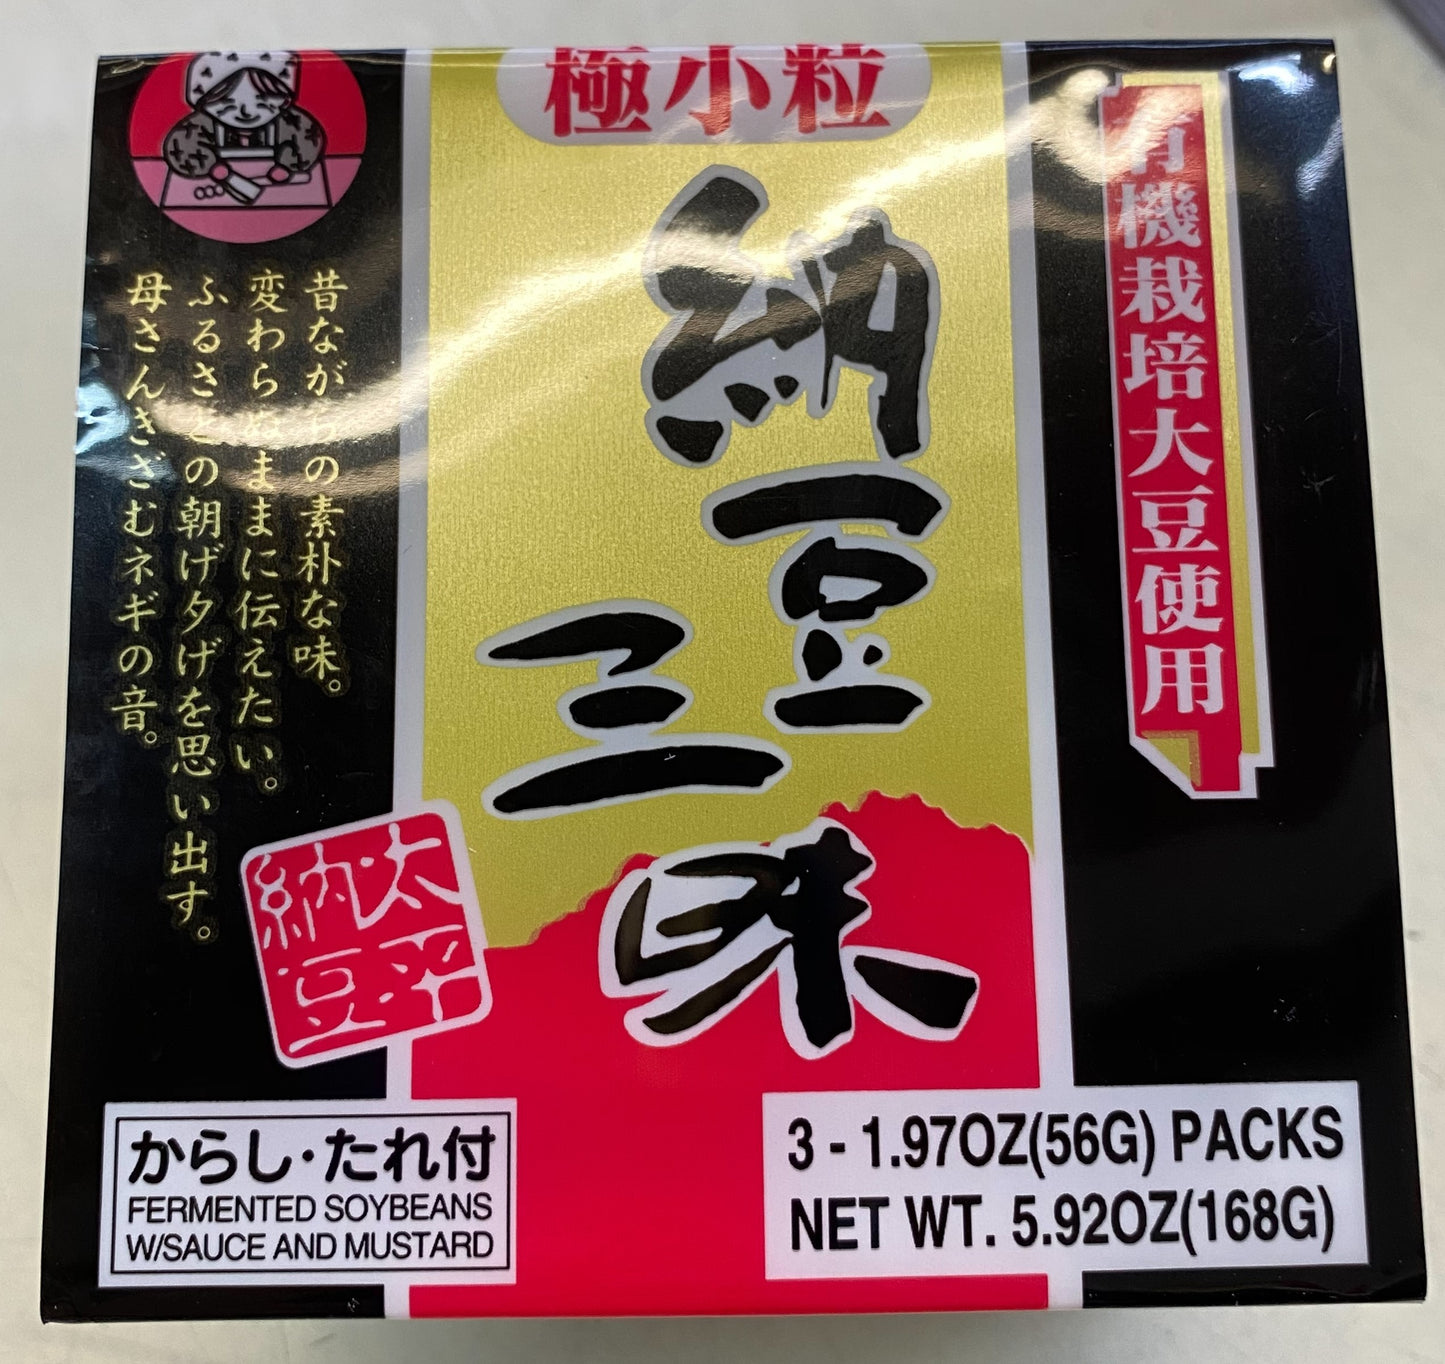 極小粒
有機栽培大豆使用
納豆
三味
昔ながらの素朴な味。
変わらぬままに伝えたい。
ふるさとの朝げ夕げを思い出す。
母さんきざむネギの音。
太平
納豆
からし・たれ付
FERMENTED SOYBEANS
W/SAUCE AND MUSTARD
3 - 1.97OZ(56G) PACKS
NET WT. 5.92OZ(168G)